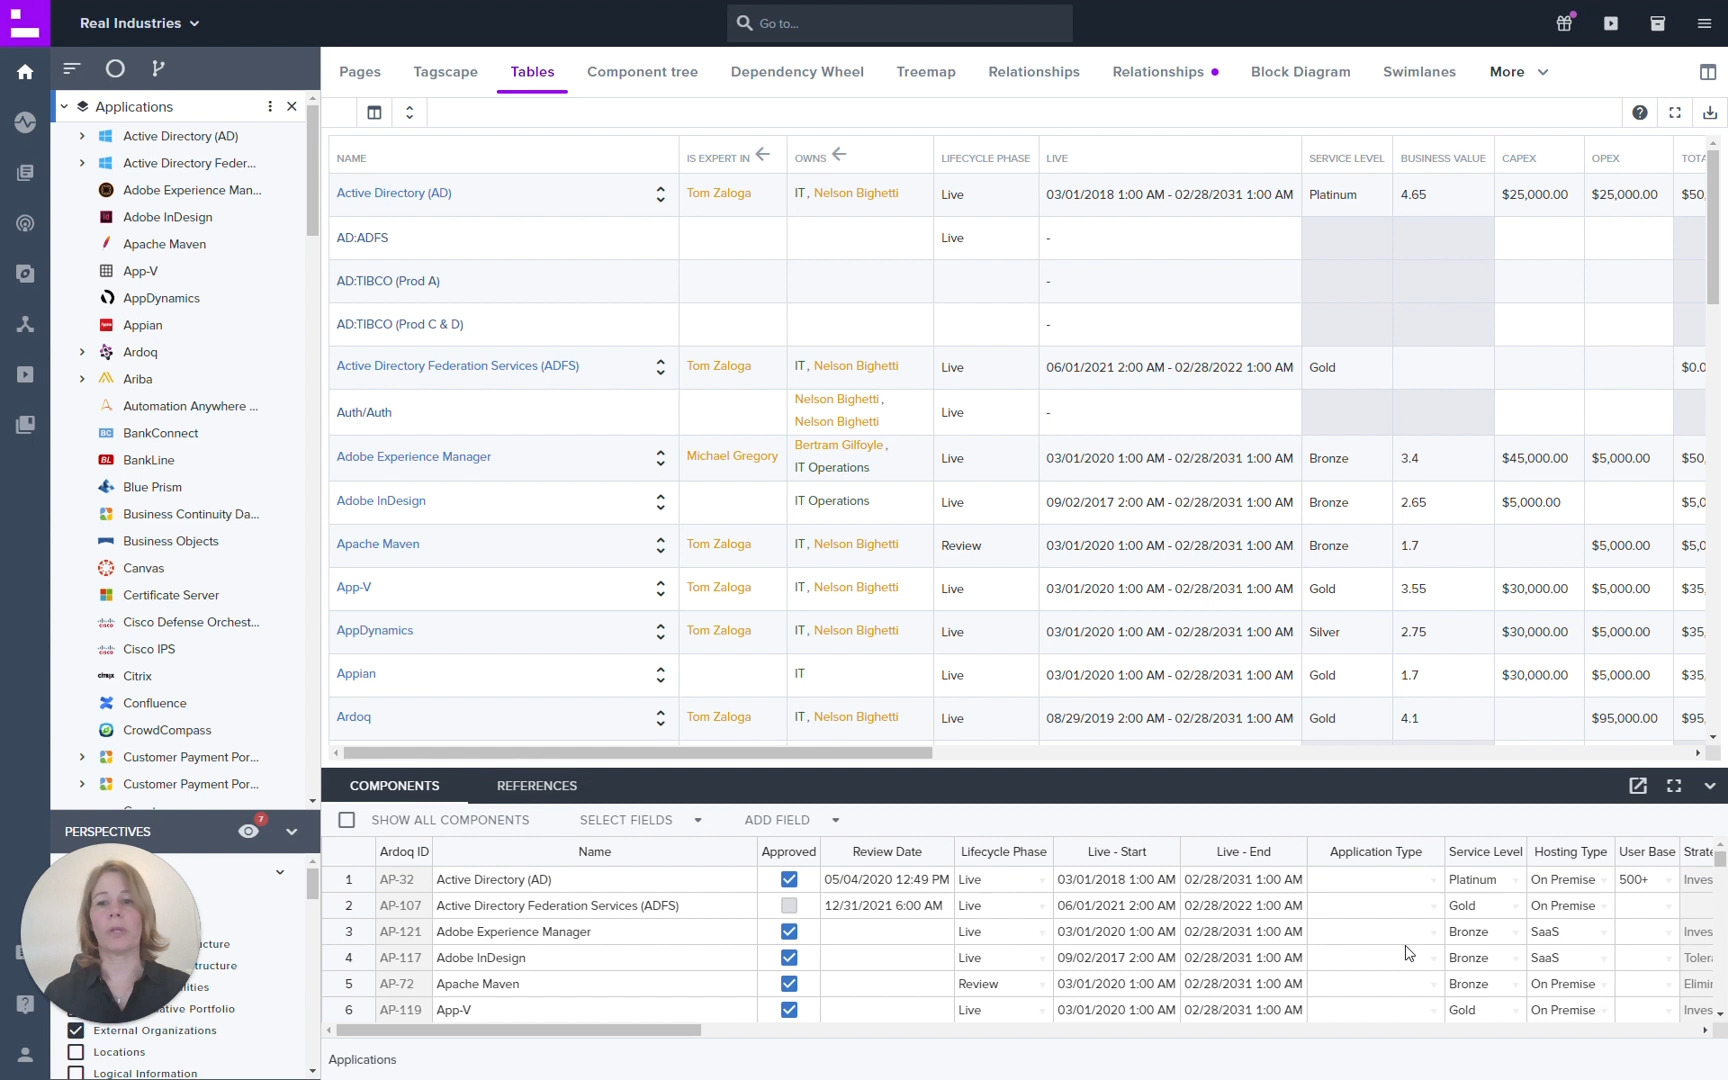 Real Industries
Go to...
Pages Tagscape Tables Component tree Dependency Wheel Treemap Relationships Relationships Block Diagram Swimlanes More
Applications
Active Directory (AD)
Active Directory Feder...
Adobe Experience Man...
Adobe InDesign
Apache Maven
App-V
AppDynamics
Appian
Ardoq
Ariba
Automation Anywhere ...
BankConnect
BankLine
Blue Prism
Business Continuity Da...
Business Objects
Canvas
Certificate Server
Cisco Defense Orchest...
Cisco IPS
Citrix
Confluence
CrowdCompass
Customer Payment Por...
Customer Payment Por...
PERSPECTIVES 7
ucture
tructure
ilities
ative Portfolio
External Organizations
Locations
Logical Information
NAME IS EXPERT IN OWNS LIFECYCLE PHASE LIVE SERVICE LEVEL BUSINESS VALUE CAPEX OPEX TOTA
Active Directory (AD) Tom Zaloga IT, Nelson Bighetti Live 03/01/2018 1:00 AM - 02/28/2031 1:00 AM Platinum 4.65 $25,000.00 $25,000.00 $50,
AD:ADFS Live -
AD:TIBCO (Prod A) -
AD:TIBCO (Prod C & D) -
Active Directory Federation Services (ADFS) Tom Zaloga IT, Nelson Bighetti Live 06/01/2021 2:00 AM - 02/28/2022 1:00 AM Gold $0.0
Auth/Auth Nelson Bighetti, Nelson Bighetti Live -
Adobe Experience Manager Michael Gregory Bertram Gilfoyle, IT Operations Live 03/01/2020 1:00 AM - 02/28/2031 1:00 AM Bronze 3.4 $45,000.00 $5,000.00 $50,
Adobe InDesign IT Operations Live 09/02/2017 2:00 AM - 02/28/2031 1:00 AM Bronze 2.65 $5,000.00 $5,0
Apache Maven Tom Zaloga IT, Nelson Bighetti Review 03/01/2020 1:00 AM - 02/28/2031 1:00 AM Bronze 1.7 $5,000.00 $5,0
App-V Tom Zaloga IT, Nelson Bighetti Live 03/01/2020 1:00 AM - 02/28/2031 1:00 AM Gold 3.55 $30,000.00 $5,000.00 $35,
AppDynamics Tom Zaloga IT, Nelson Bighetti Live 03/01/2020 1:00 AM - 02/28/2031 1:00 AM Silver 2.75 $30,000.00 $5,000.00 $35,
Appian IT Live 03/01/2020 1:00 AM - 02/28/2031 1:00 AM Gold 1.7 $30,000.00 $5,000.00 $35,
Ardoq Tom Zaloga IT, Nelson Bighetti Live 08/29/2019 2:00 AM - 02/28/2031 1:00 AM Gold 4.1 $95,000.00 $95,
COMPONENTS REFERENCES
SHOW ALL COMPONENTS SELECT FIELDS ADD FIELD
Ardoq ID Name Approved Review Date Lifecycle Phase Live - Start Live - End Application Type Service Level Hosting Type User Base Strate
1 AP-32 Active Directory (AD) 05/04/2020 12:49 PM Live 03/01/2018 1:00 AM 02/28/2031 1:00 AM Platinum On Premise 500+ Inves
2 AP-107 Active Directory Federation Services (ADFS) 12/31/2021 6:00 AM Live 06/01/2021 2:00 AM 02/28/2022 1:00 AM Gold On Premise
3 AP-121 Adobe Experience Manager Live 03/01/2020 1:00 AM 02/28/2031 1:00 AM Bronze SaaS Inves
4 AP-117 Adobe InDesign Live 09/02/2017 2:00 AM 02/28/2031 1:00 AM Bronze SaaS Tolera
5 AP-72 Apache Maven Review 03/01/2020 1:00 AM 02/28/2031 1:00 AM Bronze On Premise Elimin
6 AP-119 App-V Live 03/01/2020 1:00 AM 02/28/2031 1:00 AM Gold On Premise Inves
Applications